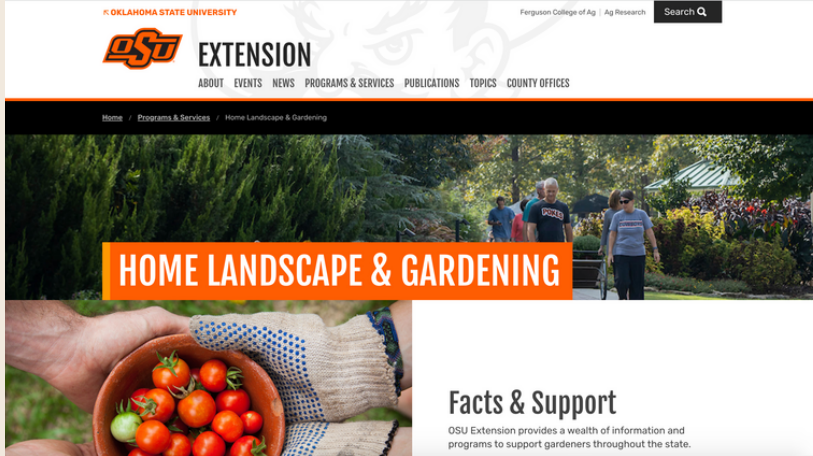 OKLAHOMA STATE UNIVERSITY
Ferguson College of Ag | Ag Research
Search
OSU
EXTENSION
ABOUT EVENTS NEWS PROGRAMS & SERVICES PUBLICATIONS TOPICS COUNTY OFFICES
Home / Programs & Services / Home Landscape & Gardening
POKES
HOME LANDSCAPE & GARDENING
Facts & Support
OSU Extension provides a wealth of information and
programs to support gardeners throughout the state.